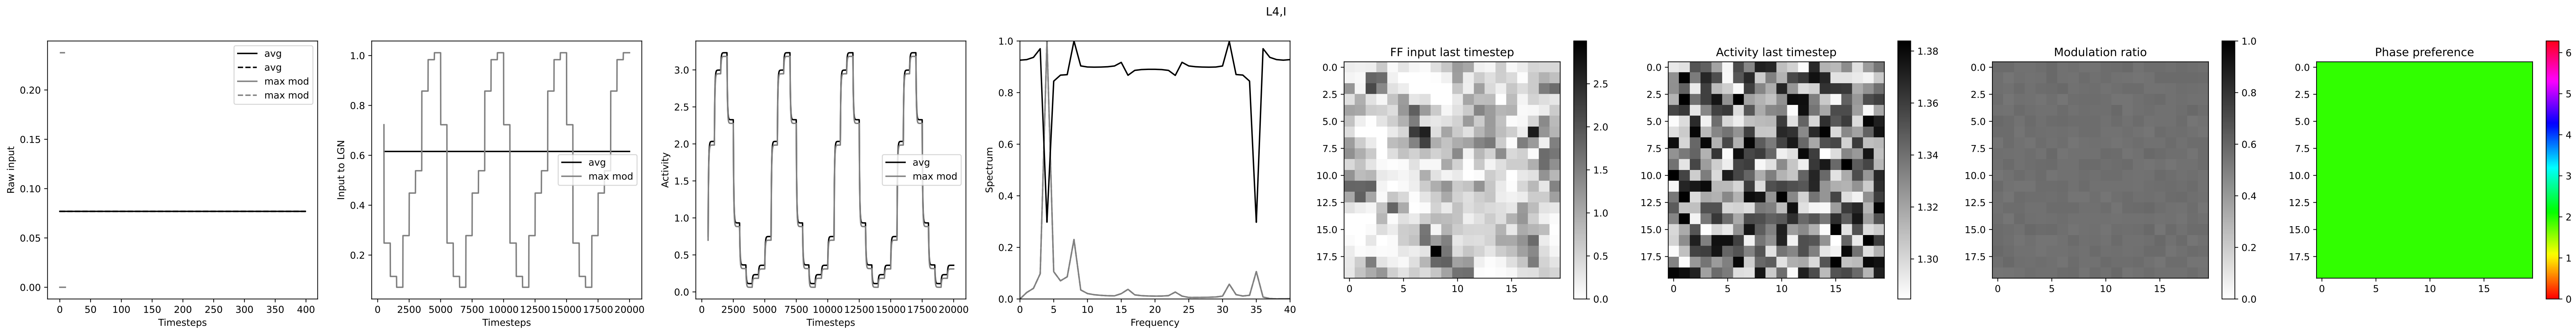 L4,I
Raw input
0.20
0.15
0.10
0.05
0.00
avg
avg
max mod
max mod
0 50 100 150 200 250 300 350 400
Timesteps
Input to LGN
1.0
0.8
0.6
0.4
0.2
avg
max mod
0 2500 5000 7500 10000 12500 15000 17500 20000
Timesteps
Activity
3.0
2.5
2.0
1.5
1.0
0.5
0.0
avg
max mod
0 2500 5000 7500 10000 12500 15000 17500 20000
Timesteps
Spectrum
1.0
0.8
0.6
0.4
0.2
0.0
0 5 10 15 20 25 30 35 40
Frequency
FF input last timestep
0.0
2.5
5.0
7.5
10.0
12.5
15.0
17.5
0 5 10 15
2.5
2.0
1.5
1.0
0.5
0.0
Activity last timestep
0.0
2.5
5.0
7.5
10.0
12.5
15.0
17.5
0 5 10 15
1.38
1.36
1.34
1.32
1.30
Modulation ratio
0.0
2.5
5.0
7.5
10.0
12.5
15.0
17.5
0 5 10 15
1.0
0.8
0.6
0.4
0.2
0.0
Phase preference
0.0
2.5
5.0
7.5
10.0
12.5
15.0
17.5
0 5 10 15
6
5
4
3
2
1
0